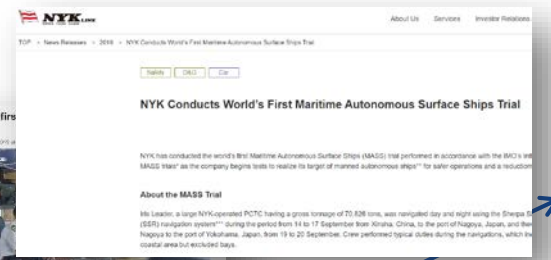 NYK LINE
About Us Services Investor Relations
TOP > News Releases > 2019 > NYK Conducts World's First Maritime Autonomous Surface Ships Trial
Safety Car
NYK Conducts World's First Maritime Autonomous Surface Ships Trial
firs
NYK has conducted the world's first Maritime Autonomous Surface Ships (MASS) trial performed in accordance with the IMO's
MASS trials* as the company begins tests to realize its target of manned autonomous ships** for safer operations and a reduction
About the MASS Trial
Iris Leader, a large NYK-operated PCTC having a gross tonnage of 70,826 tons, was navigated day and night using the Sherpa
(SSR) navigation system*** during the period from 14 to 17 September from Xinsha, China, to the port of Nagoya, Japan, and
Nagoya to the port of Yokohama, Japan, from 19 to 20 September. Crew performed typical duties during the navigations, which
coastal area but excluded bays.